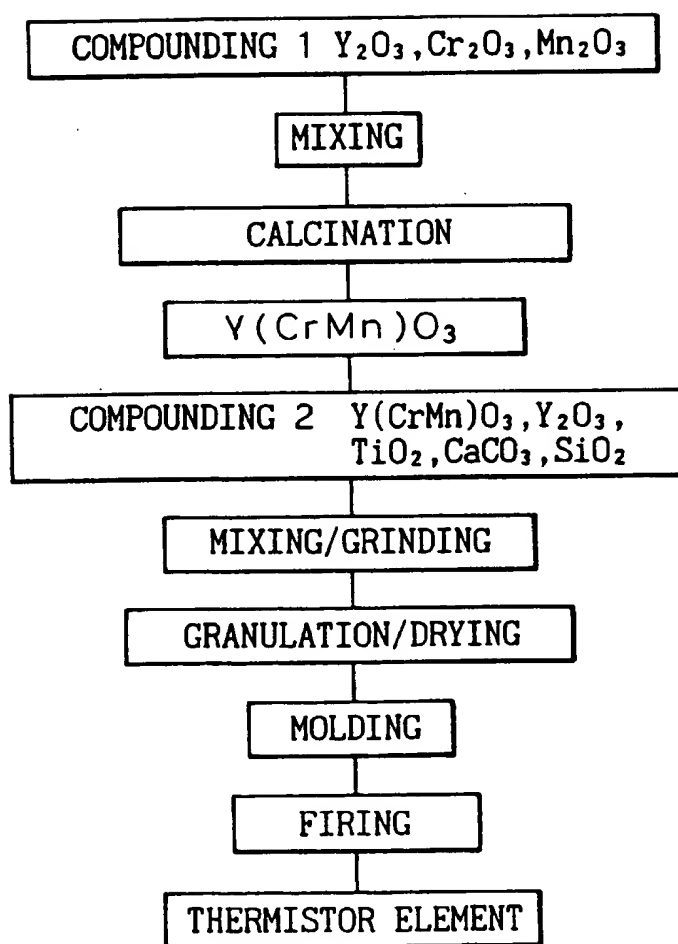 COMPOUNDING 1 Y₂O₃,Cr₂O₃,Mn₂O₃
MIXING
CALCINATION
Y(CrMn)O₃
COMPOUNDING 2 Y(CrMn)O₃,Y₂O₃,
TiO₂,CaCO₃,SiO₂
MIXING/GRINDING
GRANULATION/DRYING
MOLDING
FIRING
THERMISTOR ELEMENT